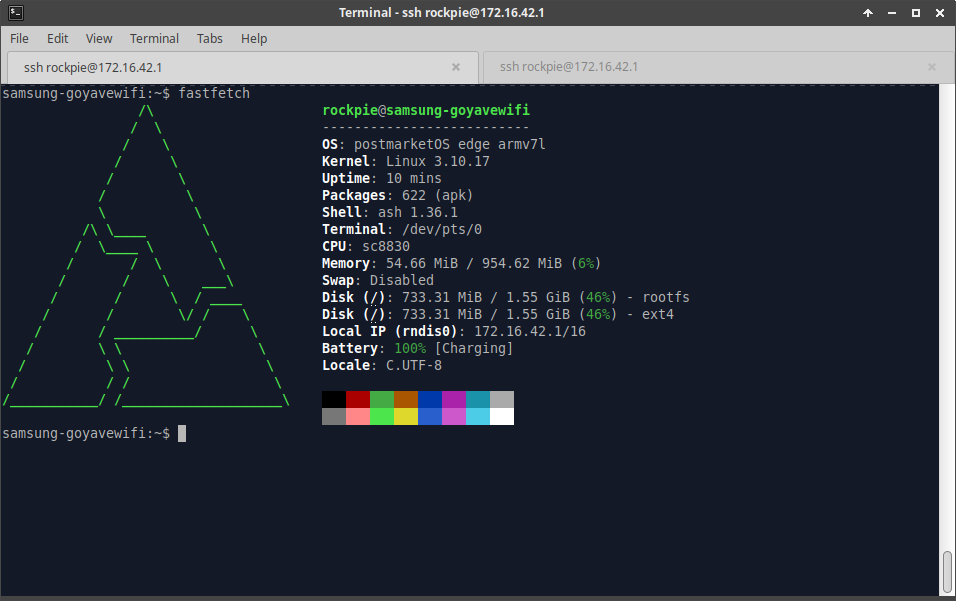 Terminal - ssh rockpie@172.16.42.1
File Edit View Terminal Tabs Help
ssh rockpie@172.16.42.1
ssh rockpie@172.16.42.1
samsung-goyavewifi:~$ fastfetch
rockpie@samsung-goyavewifi
--------------------------
OS: postmarketOS edge armv7l
Kernel: Linux 3.10.17
Uptime: 10 mins
Packages: 622 (apk)
Shell: ash 1.36.1
Terminal: /dev/pts/0
CPU: sc8830
Memory: 54.66 MiB / 954.62 MiB (6%)
Swap: Disabled
Disk (/): 733.31 MiB / 1.55 GiB (46%) - rootfs
Disk (/): 733.31 MiB / 1.55 GiB (46%) - ext4
Local IP (rndis0): 172.16.42.1/16
Battery: 100% [Charging]
Locale: C.UTF-8
samsung-goyavewifi:~$